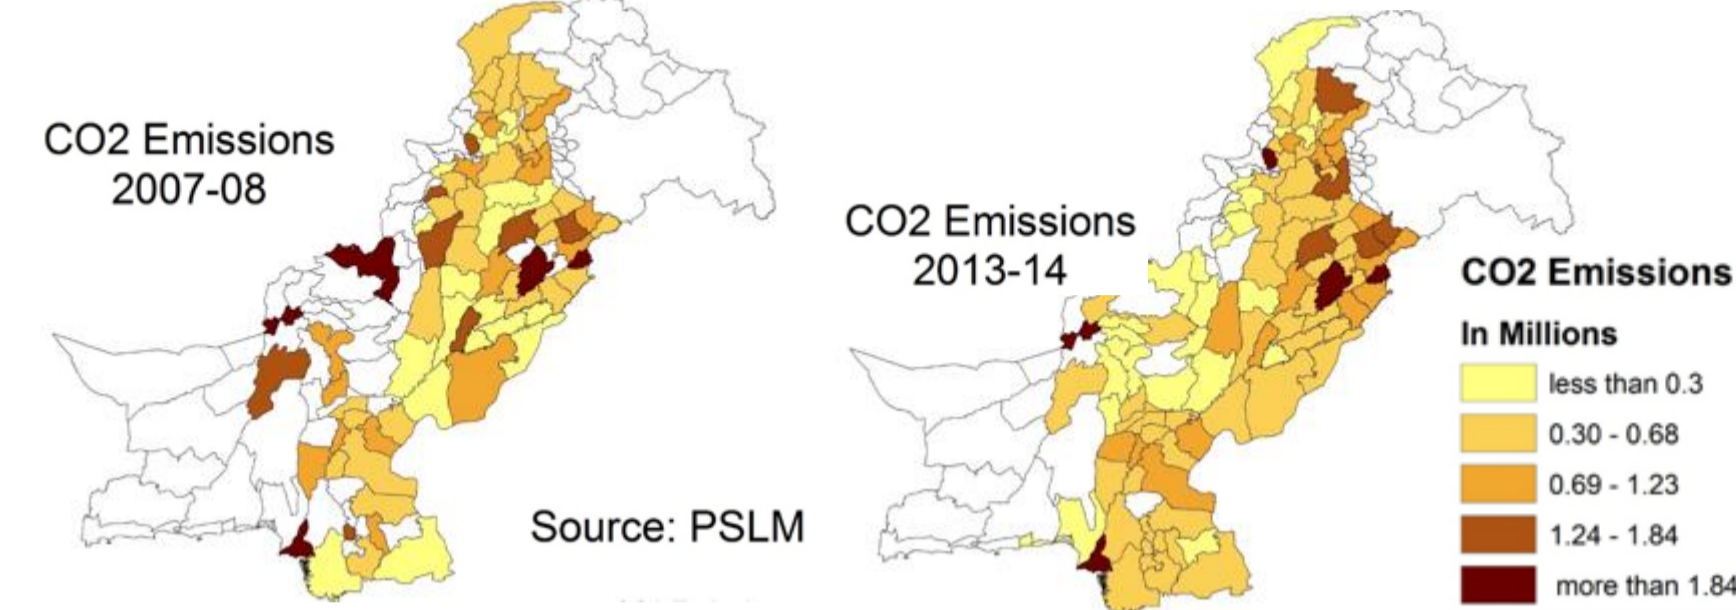 CO2 Emissions
2007-08
Source: PSLM
CO2 Emissions
2013-14
CO2 Emissions
In Millions
less than 0.3
0.30 - 0.68
0.69 - 1.23
1.24 - 1.84
more than 1.84